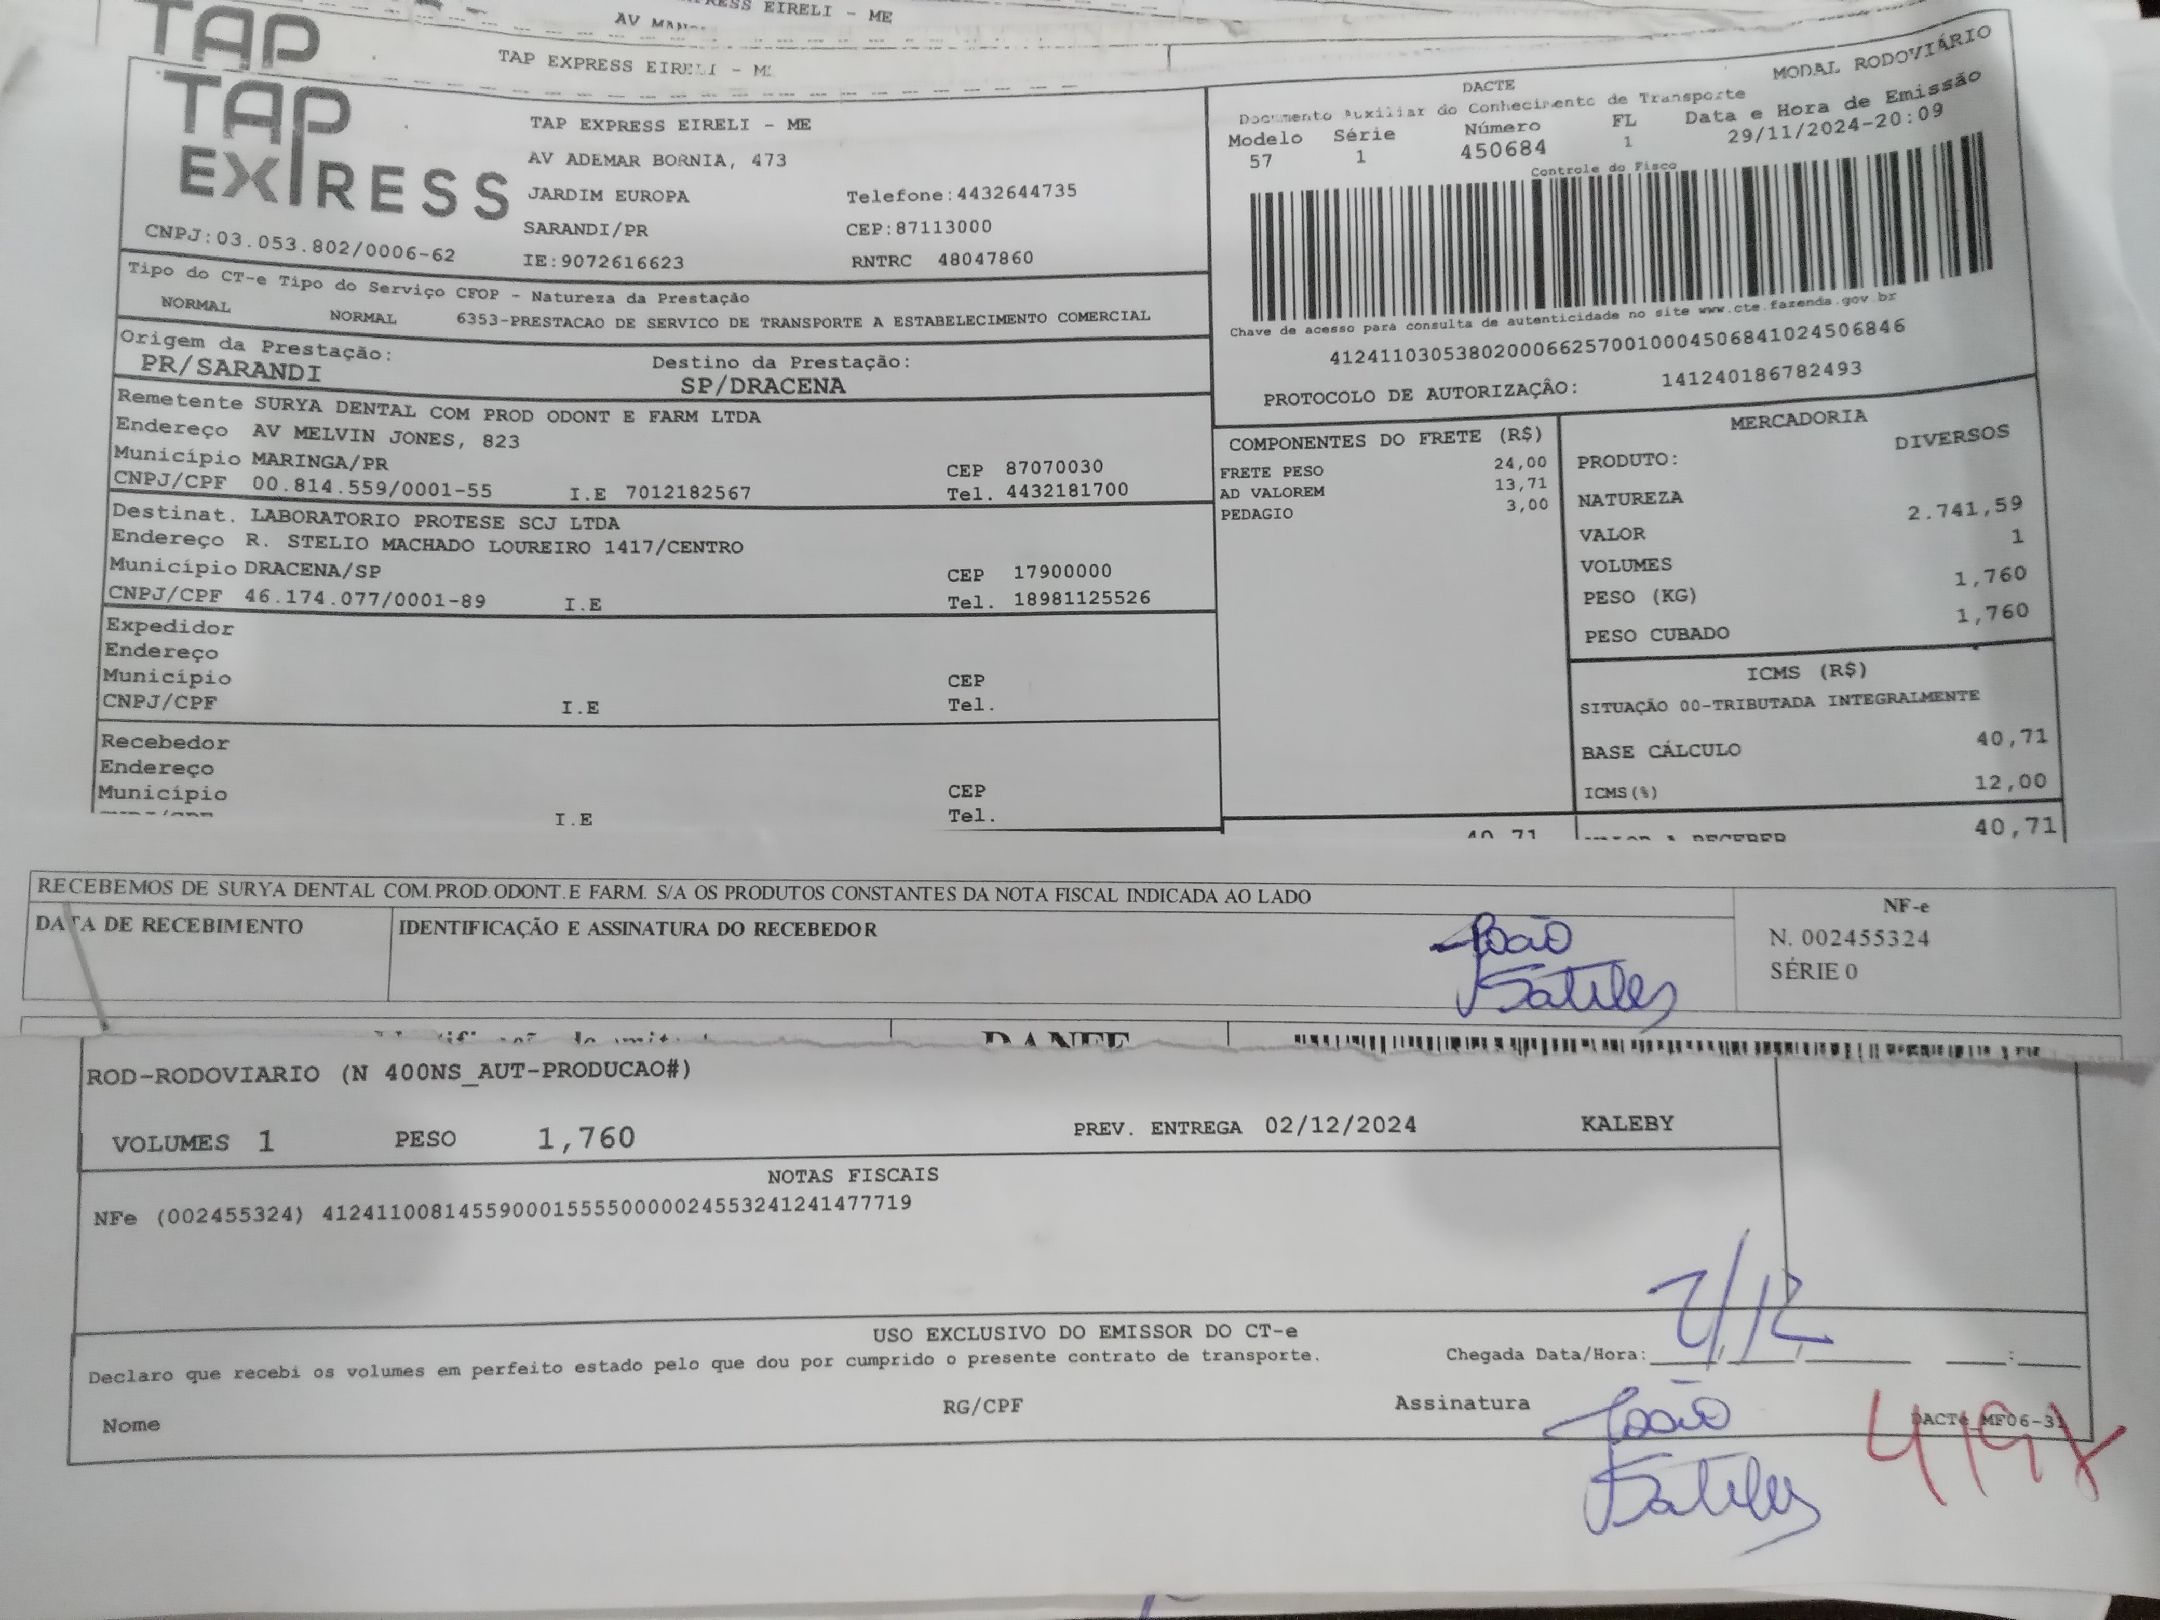 RESS EIRELI - ME
AV MAN
TAP
TAP EXPRESS EIRELI - ME
TAP
EXPRESS
CNPJ:03.053.802/0006-62
TAP EXPRESS EIRELI - ME
AV ADEMAR BORNIA, 473
JARDIM EUROPA
Telefone:4432644735
SARANDI/PR
CEP:87113000
IE:9072616623
RNTRC 48047860
DACTE
MODAL RODOVIÁRIO
Documento Auxiliar do Conhecimento de Transporte
Modelo Série Número FL Data e Hora de Emissão
57 1 450684 1 29/11/2024-20:09
Controle do Fisco
Chave de acesso para consulta de autenticidade no site www.cte.fazenda.gov.br
41241103053802000662570010004506841024506846
PROTOCOLO DE AUTORIZAÇÃO: 141240186782493
Tipo do CT-e Tipo do Serviço CFOP - Natureza da Prestação
NORMAL NORMAL 6353-PRESTACAO DE SERVICO DE TRANSPORTE A ESTABELECIMENTO COMERCIAL
Origem da Prestação: Destino da Prestação:
PR/SARANDI SP/DRACENA
Remetente SURYA DENTAL COM PROD ODONT E FARM LTDA
Endereço AV MELVIN JONES, 823
Município MARINGA/PR CEP 87070030
CNPJ/CPF 00.814.559/0001-55 I.E 7012182567 Tel. 4432181700
Destinat. LABORATORIO PROTESE SCJ LTDA
Endereço R. STELIO MACHADO LOUREIRO 1417/CENTRO
Município DRACENA/SP CEP 17900000
CNPJ/CPF 46.174.077/0001-89 I.E Tel. 18981125526
Expedidor
Endereço
Município CEP
CNPJ/CPF I.E Tel.
Recebedor
Endereço
Município CEP
I.E Tel.
COMPONENTES DO FRETE (R$)
FRETE PESO 24,00
AD VALOREM 13,71
PEDAGIO 3,00
40,71
MERCADORIA
PRODUTO: DIVERSOS
NATUREZA
VALOR 2.741,59
VOLUMES 1
PESO (KG) 1,760
PESO CUBADO 1,760
ICMS (R$)
SITUAÇÃO 00-TRIBUTADA INTEGRALMENTE
BASE CÁLCULO 40,71
ICMS(%) 12,00
VALOR A RECEBER 40,71
RECEBEMOS DE SURYA DENTAL COM.PROD.ODONT.E FARM. S/A OS PRODUTOS CONSTANTES DA NOTA FISCAL INDICADA AO LADO
DATA DE RECEBIMENTO
IDENTIFICAÇÃO E ASSINATURA DO RECEBEDOR
João
NF-e
N. 002455324
SÉRIE 0
DANFE
ROD-RODOVIARIO (N 400NS_AUT-PRODUCAO#)
VOLUMES 1 PESO 1,760 PREV. ENTREGA 02/12/2024 KALEBY
NOTAS FISCAIS
NFe (002455324) 41241100814559000155550000024553241241477719
USO EXCLUSIVO DO EMISSOR DO CT-e
Declaro que recebi os volumes em perfeito estado pelo que dou por cumprido o presente contrato de transporte.
Chegada Data/Hora: 2/12
Nome RG/CPF Assinatura João
DACTe MF06-31